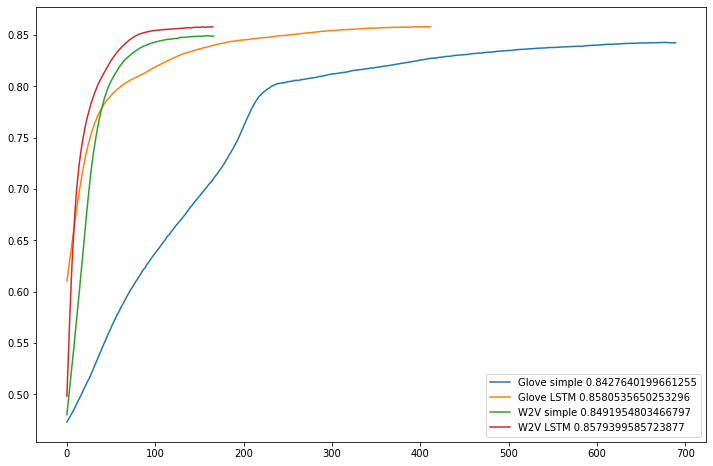 0.85
0.80
0.75
0.70
0.65
0.60
0.55
0.50
0 100 200 300 400 500 600 700
Glove simple 0.8427640199661255
Glove LSTM 0.8580535650253296
W2V simple 0.8491954803466797
W2V LSTM 0.8579399585723877